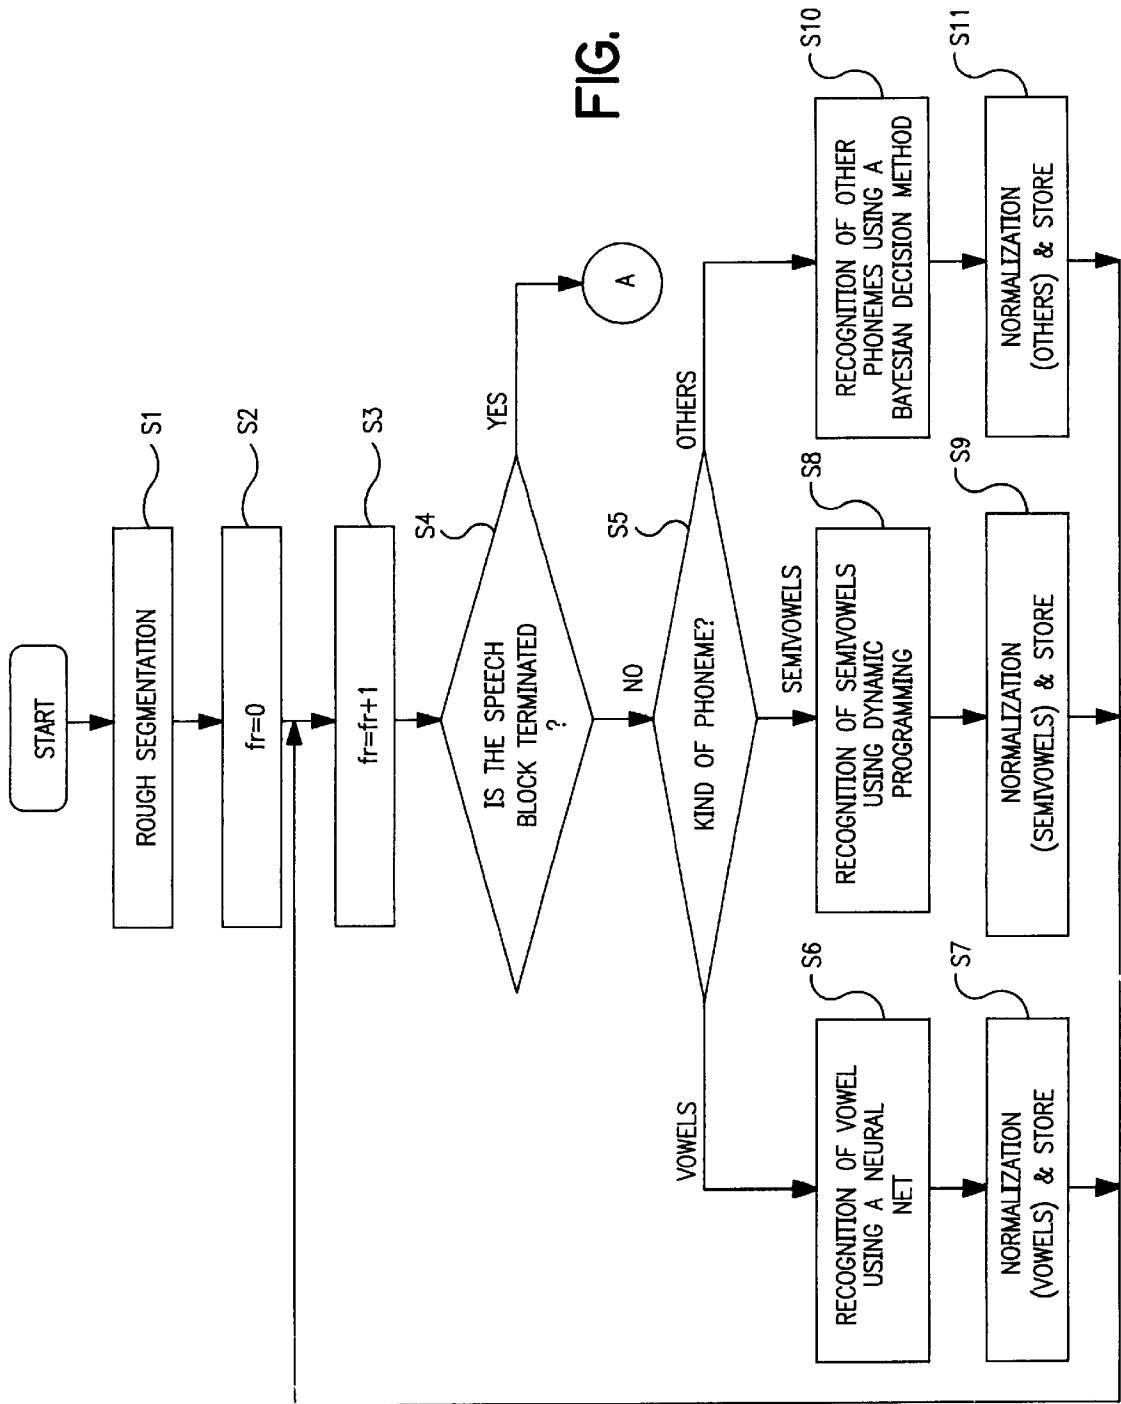 FIG.
START
ROUGH SEGMENTATION
S1
fr=0
S2
fr=fr+1
S3
IS THE SPEECH
BLOCK TERMINATED
?
S4
YES
A
NO
KIND OF PHONEME?
S5
VOWELS
SEMIVOWELS
OTHERS
RECOGNITION OF VOWEL
USING A NEURAL
NET
S6
RECOGNITION OF SEMIVOWELS
USING DYNAMIC
PROGRAMMING
S8
RECOGNITION OF OTHER
PHONEMES USING A
BAYESIAN DECISION METHOD
S10
NORMALIZATION
(VOWELS) & STORE
S7
NORMALIZATION
(SEMIVOWELS) & STORE
S9
NORMALIZATION
(OTHERS) & STORE
S11